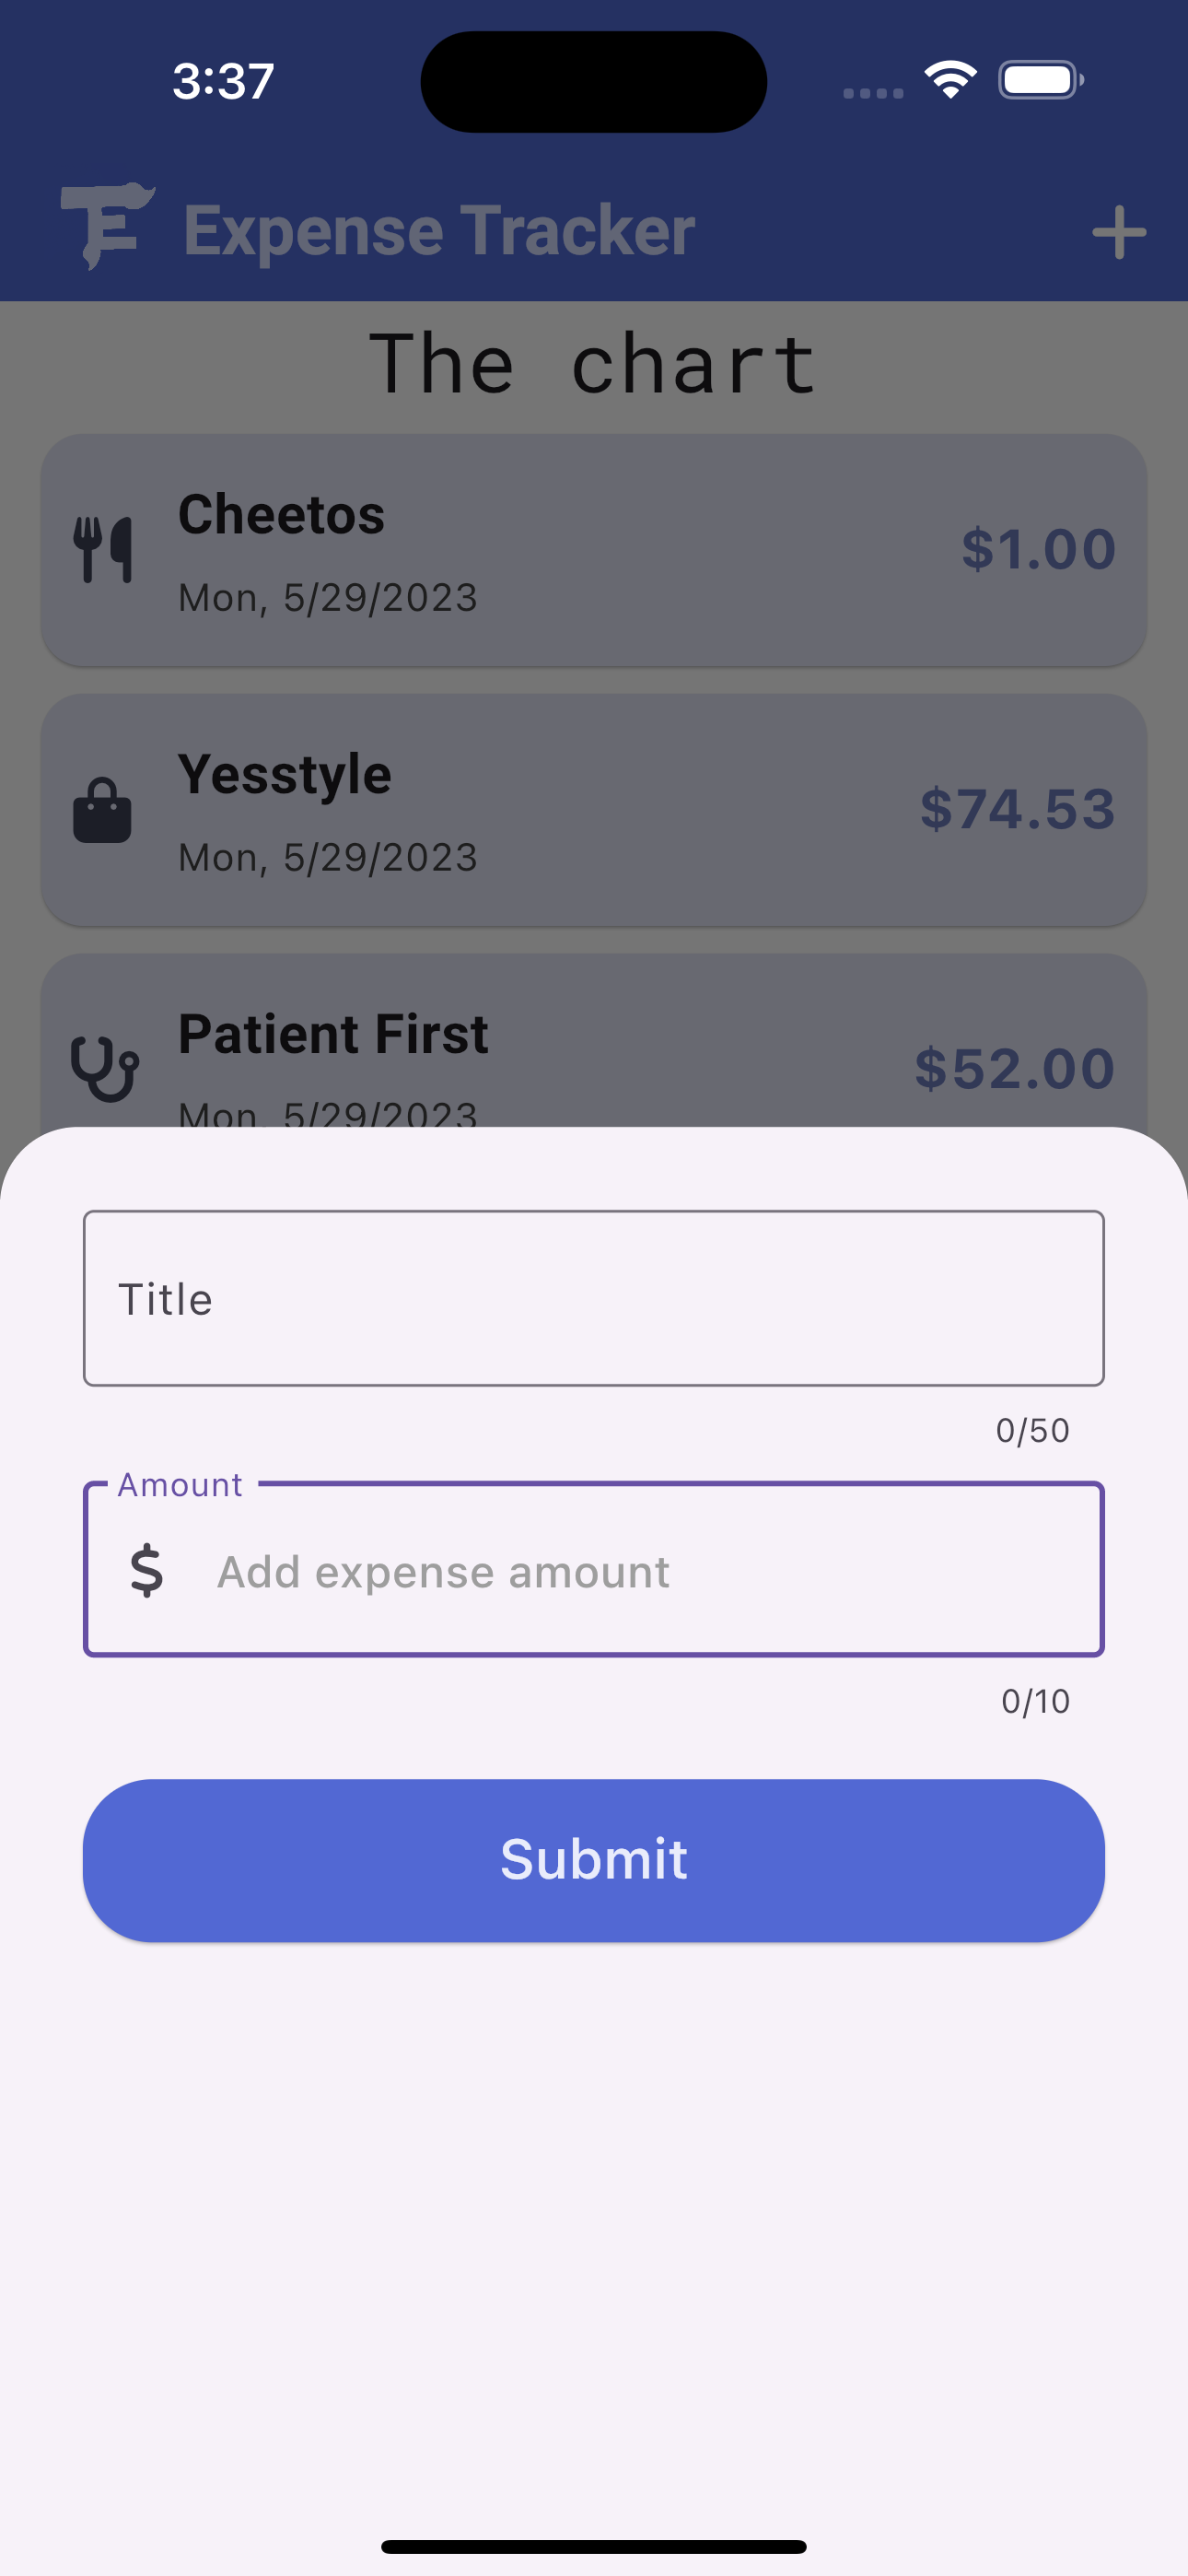 3:37
TE Expense Tracker
The chart
Cheetos
$1.00
Mon, 5/29/2023
Yesstyle
$74.53
Mon, 5/29/2023
Patient First
$52.00
Mon, 5/29/2023
Title
0/50
Amount
$ Add expense amount
0/10
Submit